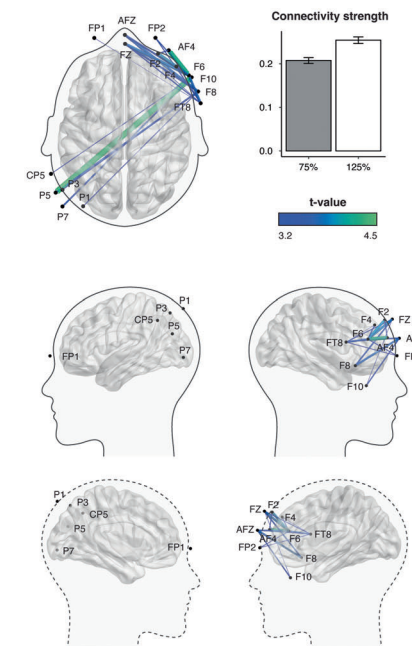 Connectivity strength
0.2
0.1
0.0
75%
125%
t-value
3.2
4.5
FP1
AFZ
FP2
FZ
F2
AF4
F4
F6
F10
F8
FT8
CP5
P5
P3
P1
P7
P3
P1
CP5
P5
P7
FP1
F2
F4
FZ
F6
FT8
AF4
F8
F10
P1
P3
CP5
P5
P7
FP1
FZ
F2
F4
AFZ
AF4
F6
FT8
FP2
F8
F10